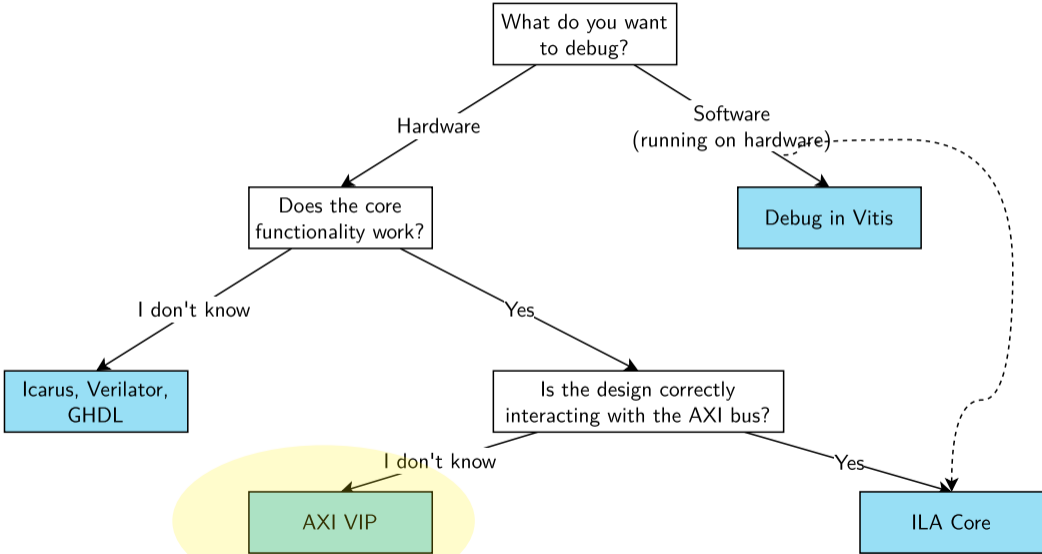 What do you want
to debug?
Hardware
Software
(running on hardware)
Does the core
functionality work?
Debug in Vitis
I don't know
Yes
Icarus, Verilator,
GHDL
Is the design correctly
interacting with the AXI bus?
I don't know
Yes
AXI VIP
ILA Core